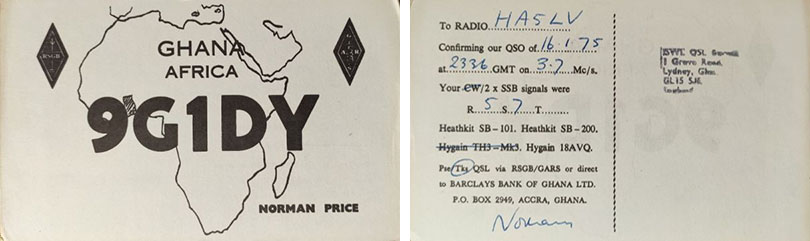 RSGB
GHANA
AFRICA
9G1DY
NORMAN PRICE
To RADIO HA5LV
Confirming our QSO of 16.1.75
at 2336 GMT on 3.7 Mc/s.
Your CW/2 x SSB signals were
R 5 S 7 T
Heathkit SB-101. Heathkit SB-200.
Hygain TH3-Mk3. Hygain 18AVQ.
Pse/Tks QSL via RSGB/GARS or direct
to BARCLAYS BANK OF GHANA LTD.
P.O. BOX 2949, ACCRA, GHANA.
Norman
QSL
1 Grove Road,
Lydney, Glos.
GL15
England